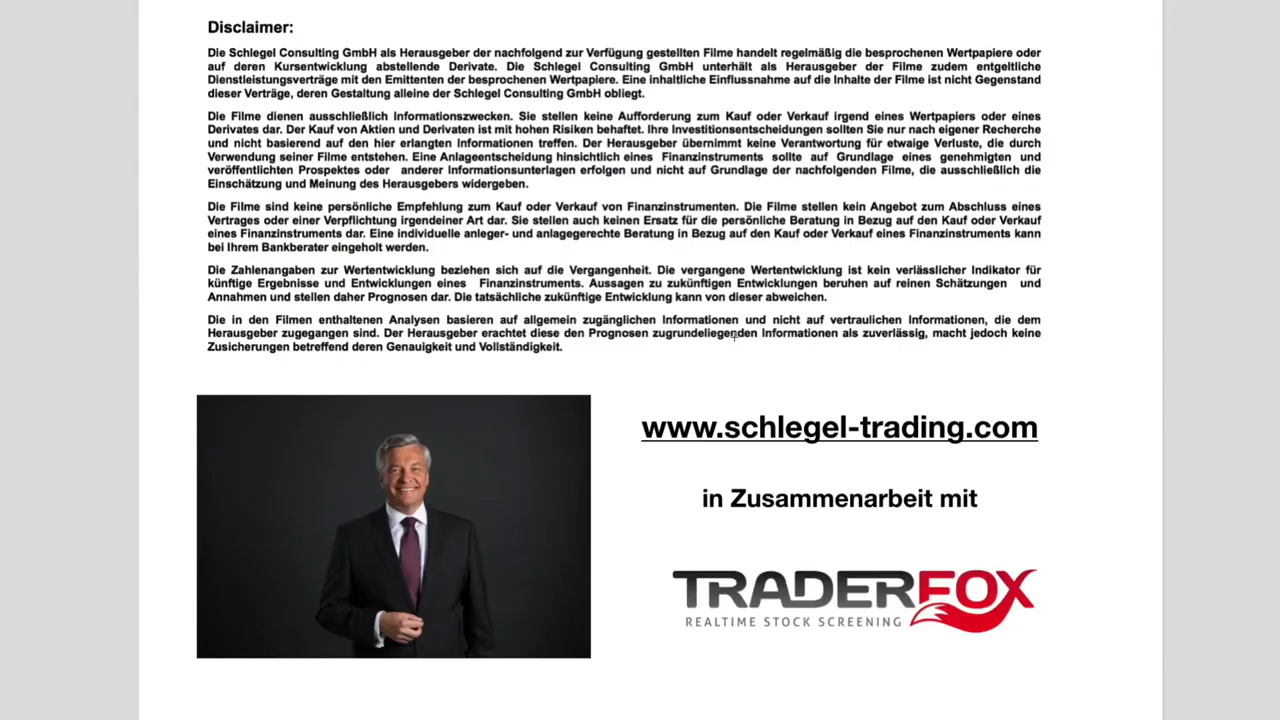 Disclaimer:
Die Schlegel Consulting GmbH als Herausgeber der nachfolgend zur Verfügung gestellten Filme handelt regelmäßig die besprochenen Wertpapiere oder
auf deren Kursentwicklung abstellende Derivate. Die Schlegel Consulting GmbH unterhält als Herausgeber der Filme zudem entgeltliche
Dienstleistungsverträge mit den Emittenten der besprochenen Wertpapiere. Eine inhaltliche Einflussnahme auf die Inhalte der Filme ist nicht Gegenstand
dieser Verträge, deren Gestaltung alleine der Schlegel Consulting GmbH obliegt.
Die Filme dienen ausschließlich Informationszwecken. Sie stellen keine Aufforderung zum Kauf oder Verkauf irgend eines Wertpapiers oder eines
Derivates dar. Der Kauf von Aktien und Derivaten ist mit hohen Risiken behaftet. Ihre Investitionsentscheidungen sollten Sie nur nach eigener Recherche
und nicht basierend auf den hier erlangten Informationen treffen. Der Herausgeber übernimmt keine Verantwortung für etwaige Verluste, die durch
Verwendung seiner Filme entstehen. Eine Anlageentscheidung hinsichtlich eines Finanzinstruments sollte auf Grundlage eines genehmigten und
veröffentlichten Prospektes oder anderer Informationsunterlagen erfolgen und nicht auf Grundlage der nachfolgenden Filme, die ausschließlich die
Einschätzung und Meinung des Herausgebers widergeben.
Die Filme sind keine persönliche Empfehlung zum Kauf oder Verkauf von Finanzinstrumenten. Die Filme stellen kein Angebot zum Abschluss eines
Vertrages oder einer Verpflichtung irgendeiner Art dar. Sie stellen auch keinen Ersatz für die persönliche Beratung in Bezug auf den Kauf oder Verkauf
eines Finanzinstruments dar. Eine individuelle anleger- und anlagegerechte Beratung in Bezug auf den Kauf oder Verkauf eines Finanzinstruments kann
bei Ihrem Bankberater eingeholt werden.
Die Zahlenangaben zur Wertentwicklung beziehen sich auf die Vergangenheit. Die vergangene Wertentwicklung ist kein verlässlicher Indikator für
künftige Ergebnisse und Entwicklungen eines Finanzinstruments. Aussagen zu zukünftigen Entwicklungen beruhen auf reinen Schätzungen und
Annahmen und stellen daher Prognosen dar. Die tatsächliche zukünftige Entwicklung kann von dieser abweichen.
Die in den Filmen enthaltenen Analysen basieren auf allgemein zugänglichen Informationen und nicht auf vertraulichen Informationen, die dem
Herausgeber zugegangen sind. Der Herausgeber erachtet diese den Prognosen zugrundeliegenden Informationen als zuverlässig, macht jedoch keine
Zusicherungen betreffend deren Genauigkeit und Vollständigkeit.
www.schlegel-trading.com
in Zusammenarbeit mit
TRADERFOX
REALTIME STOCK SCREENING